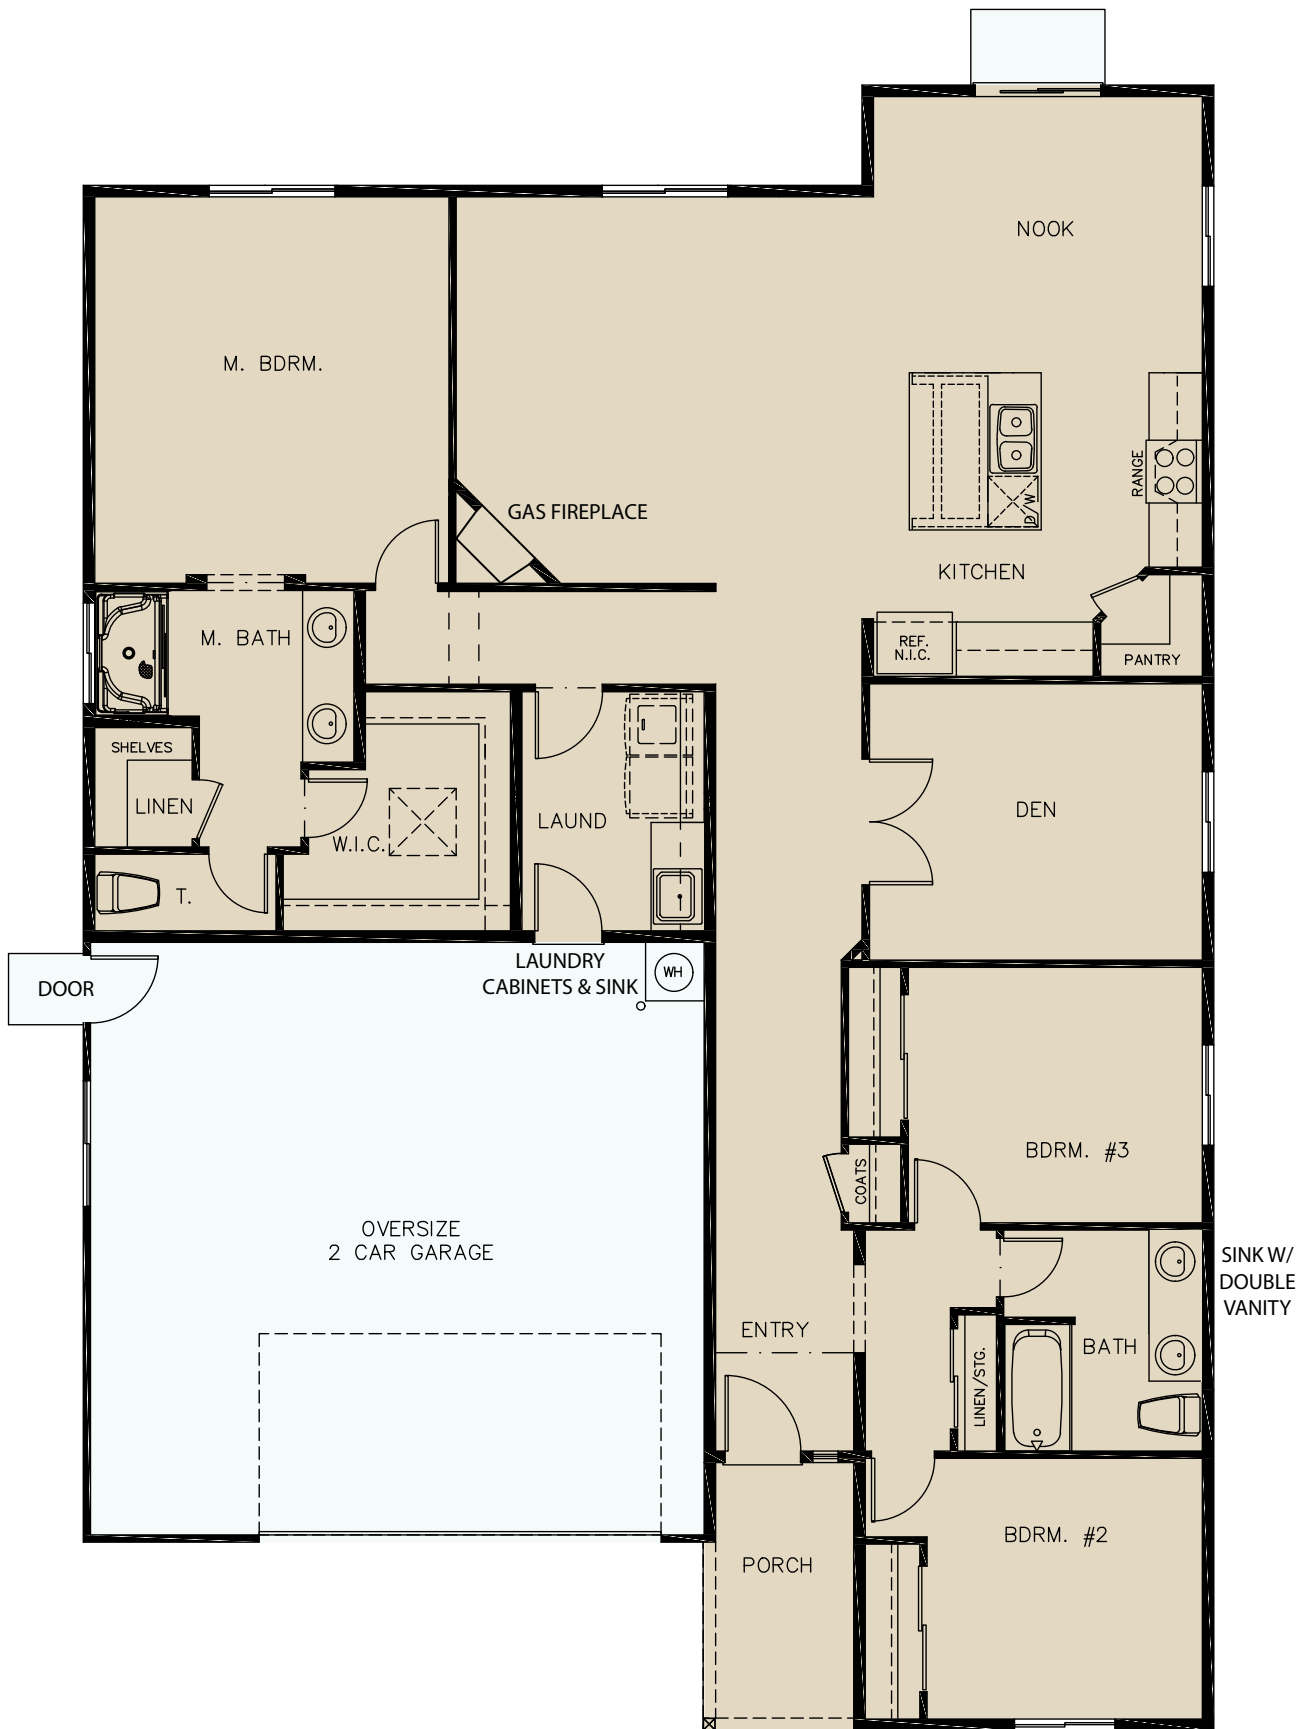 NOOK
M. BDRM.
RANGE
GAS FIREPLACE
D/W
KITCHEN
M. BATH
REF.
N.I.C.
PANTRY
SHELVES
LINEN
W.I.C.
LAUND
DEN
T.
DOOR
LAUNDRY
CABINETS & SINK
WH
BDRM. #3
COATS
OVERSIZE
2 CAR GARAGE
SINK W/
DOUBLE
VANITY
ENTRY
BATH
LINEN/STG.
BDRM. #2
PORCH